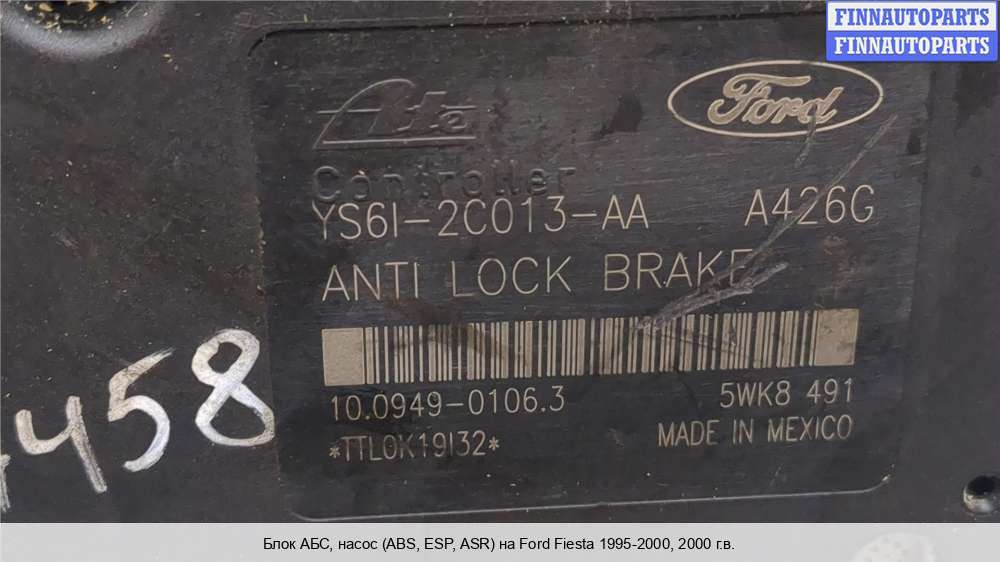 FINNAUTOPARTS
FINNAUTOPARTS
Ate
Ford
Controller
YS6I-2C013-AA A426G
ANTI LOCK BRAKE
10.0949-0106.3 5WK8 491
*TTL0K19I32* MADE IN MEXICO
458
Блок АБС, насос (ABS, ESP, ASR) на Ford Fiesta 1995-2000, 2000 г.в.